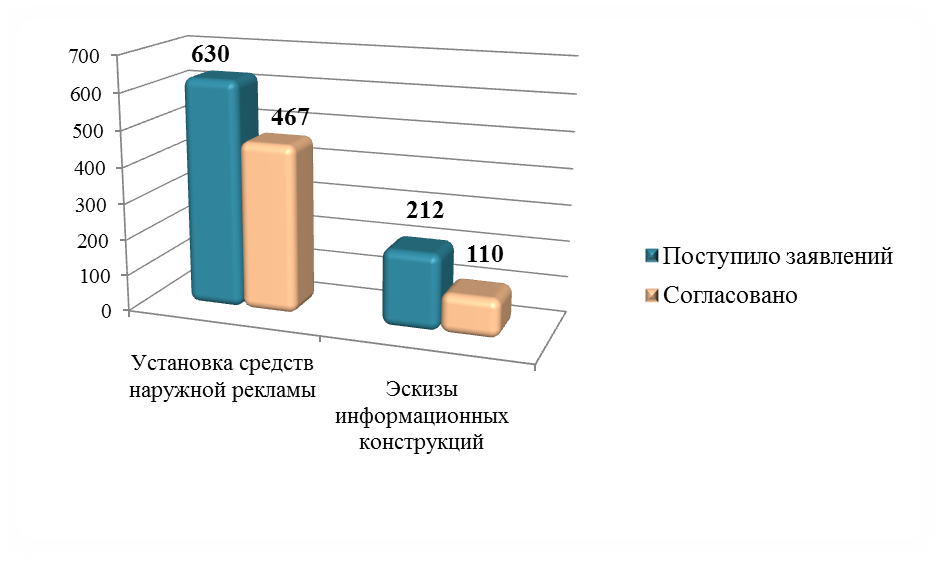 700
600
500
400
300
200
100
0
630
467
212
110
Установка средств
наружной рекламы
Эскизы
информационных
конструкций
Поступило заявлений
Согласовано